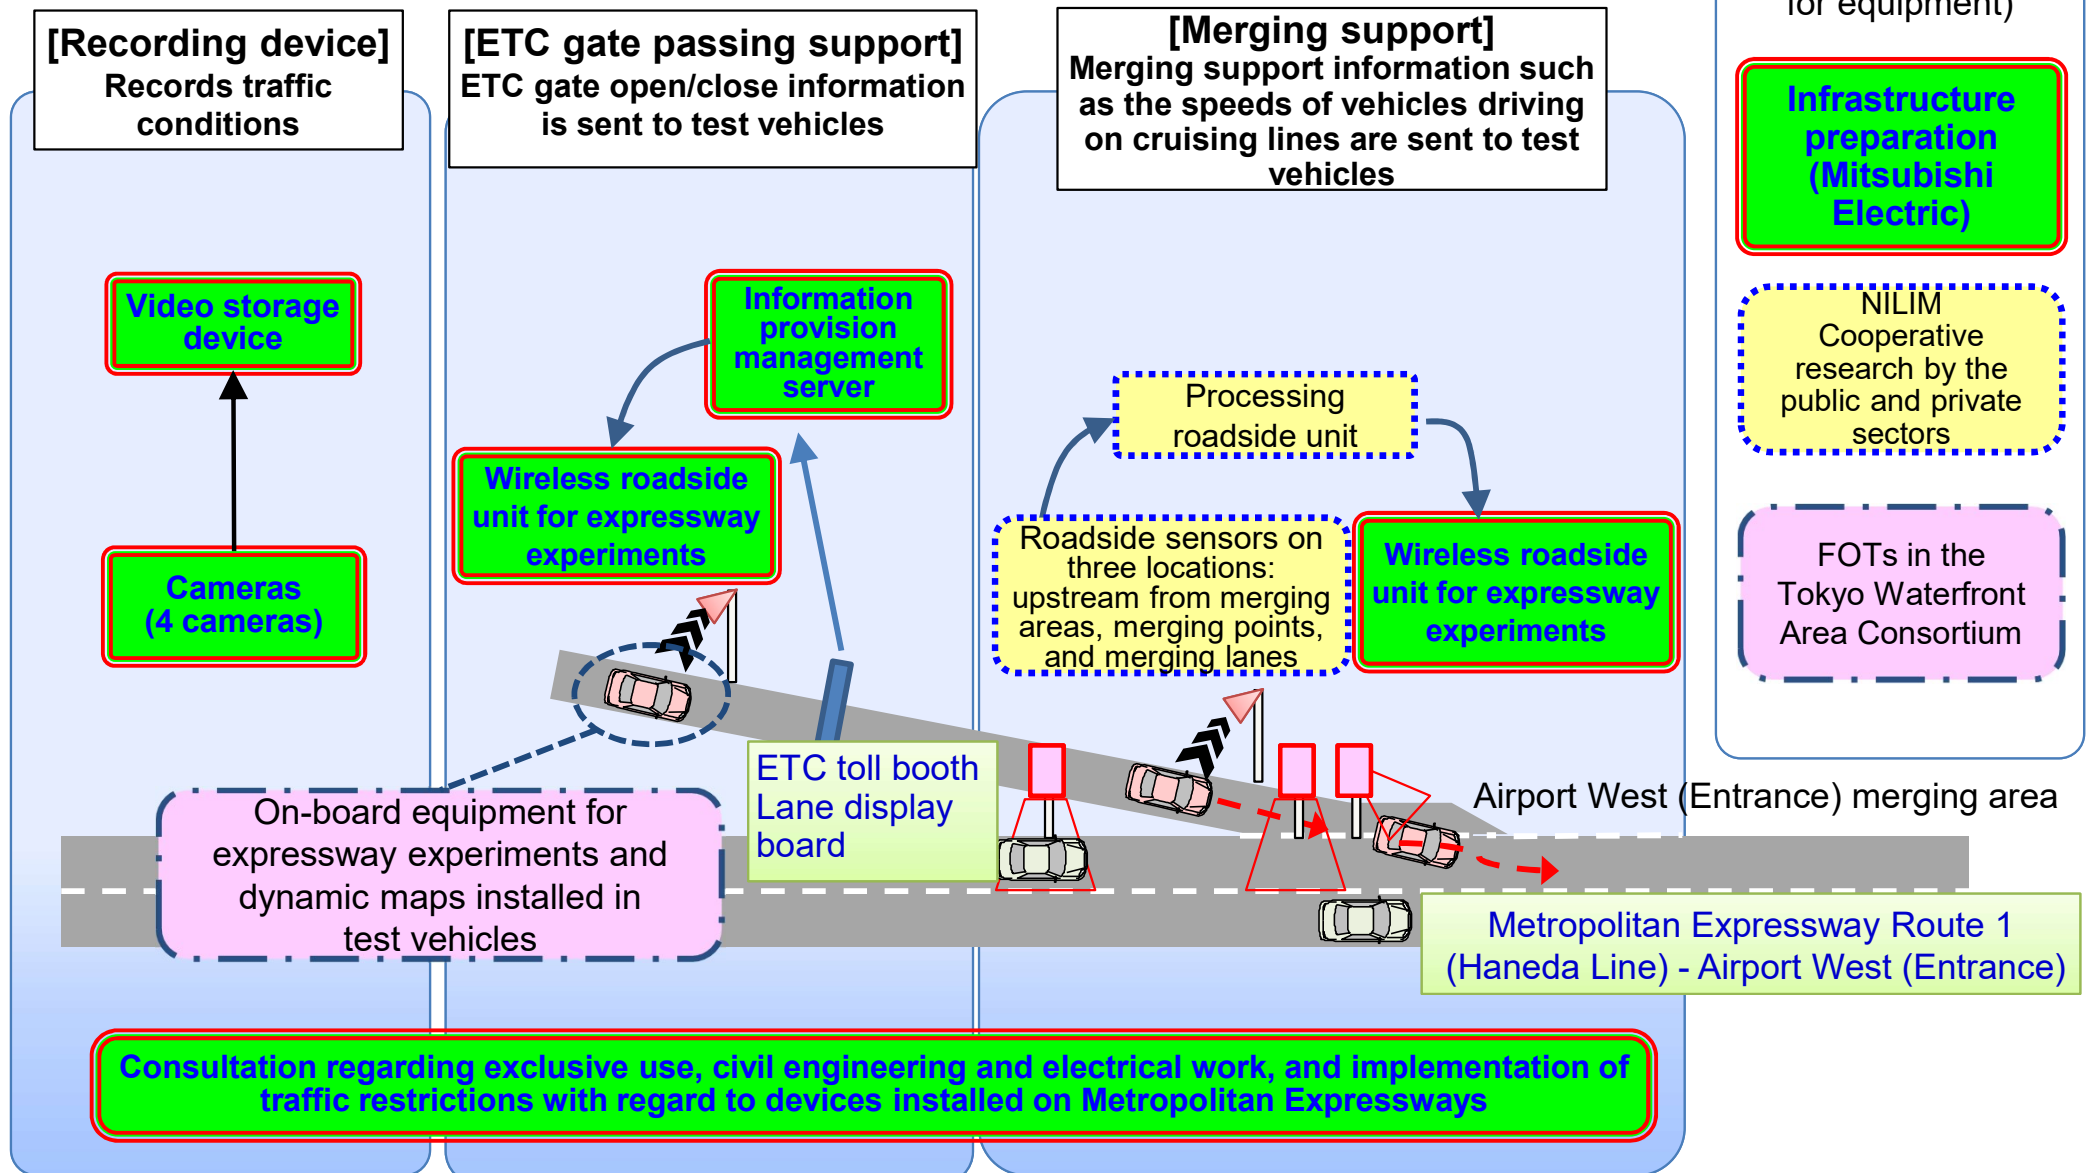 [Recording device]
Records traffic
conditions
[ETC gate passing support]
ETC gate open/close information
is sent to test vehicles
[Merging support]
Merging support information such
as the speeds of vehicles driving
on cruising lines are sent to test
vehicles
for equipment)
Infrastructure
preparation
(Mitsubishi
Electric)
NILIM
Cooperative
research by the
public and private
sectors
FOTs in the
Tokyo Waterfront
Area Consortium
Video storage
device
Cameras
(4 cameras)
Information
provision
management
server
Wireless roadside
unit for expressway
experiments
Processing
roadside unit
Roadside sensors on
three locations:
upstream from merging
areas, merging points,
and merging lanes
Wireless roadside
unit for expressway
experiments
ETC toll booth
Lane display
board
Airport West (Entrance) merging area
On-board equipment for
expressway experiments and
dynamic maps installed in
test vehicles
Metropolitan Expressway Route 1
(Haneda Line) - Airport West (Entrance)
Consultation regarding exclusive use, civil engineering and electrical work, and implementation of
traffic restrictions with regard to devices installed on Metropolitan Expressways